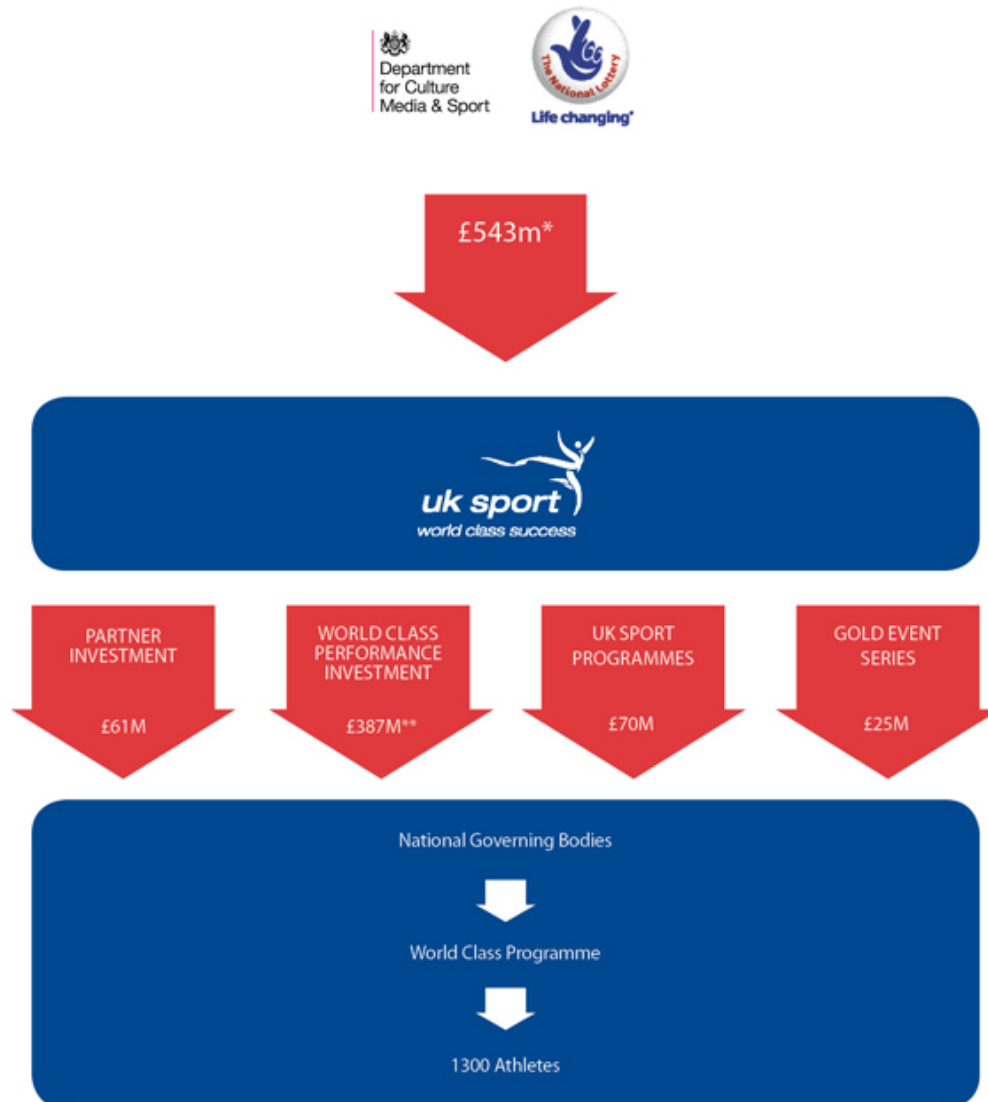 Department
for Culture
Media & Sport
The National Lottery
Life changing*
£543m*
uk sport
world class success
PARTNER
INVESTMENT
£61M
WORLD CLASS
PERFORMANCE
INVESTMENT
£387M**
UK SPORT
PROGRAMMES
£70M
GOLD EVENT
SERIES
£25M
National Governing Bodies
World Class Programme
1300 Athletes